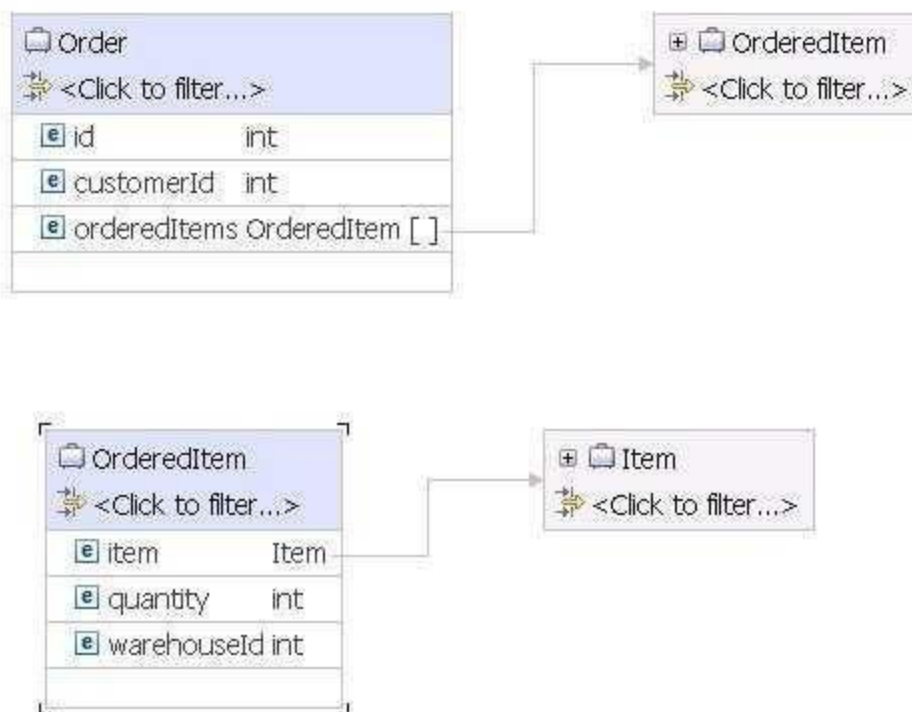 Order
<Click to filter...>
id int
customerId int
orderedItems OrderedItem [ ]
OrderedItem
<Click to filter...>
OrderedItem
<Click to filter...>
item Item
quantity int
warehouseId int
Item
<Click to filter...>